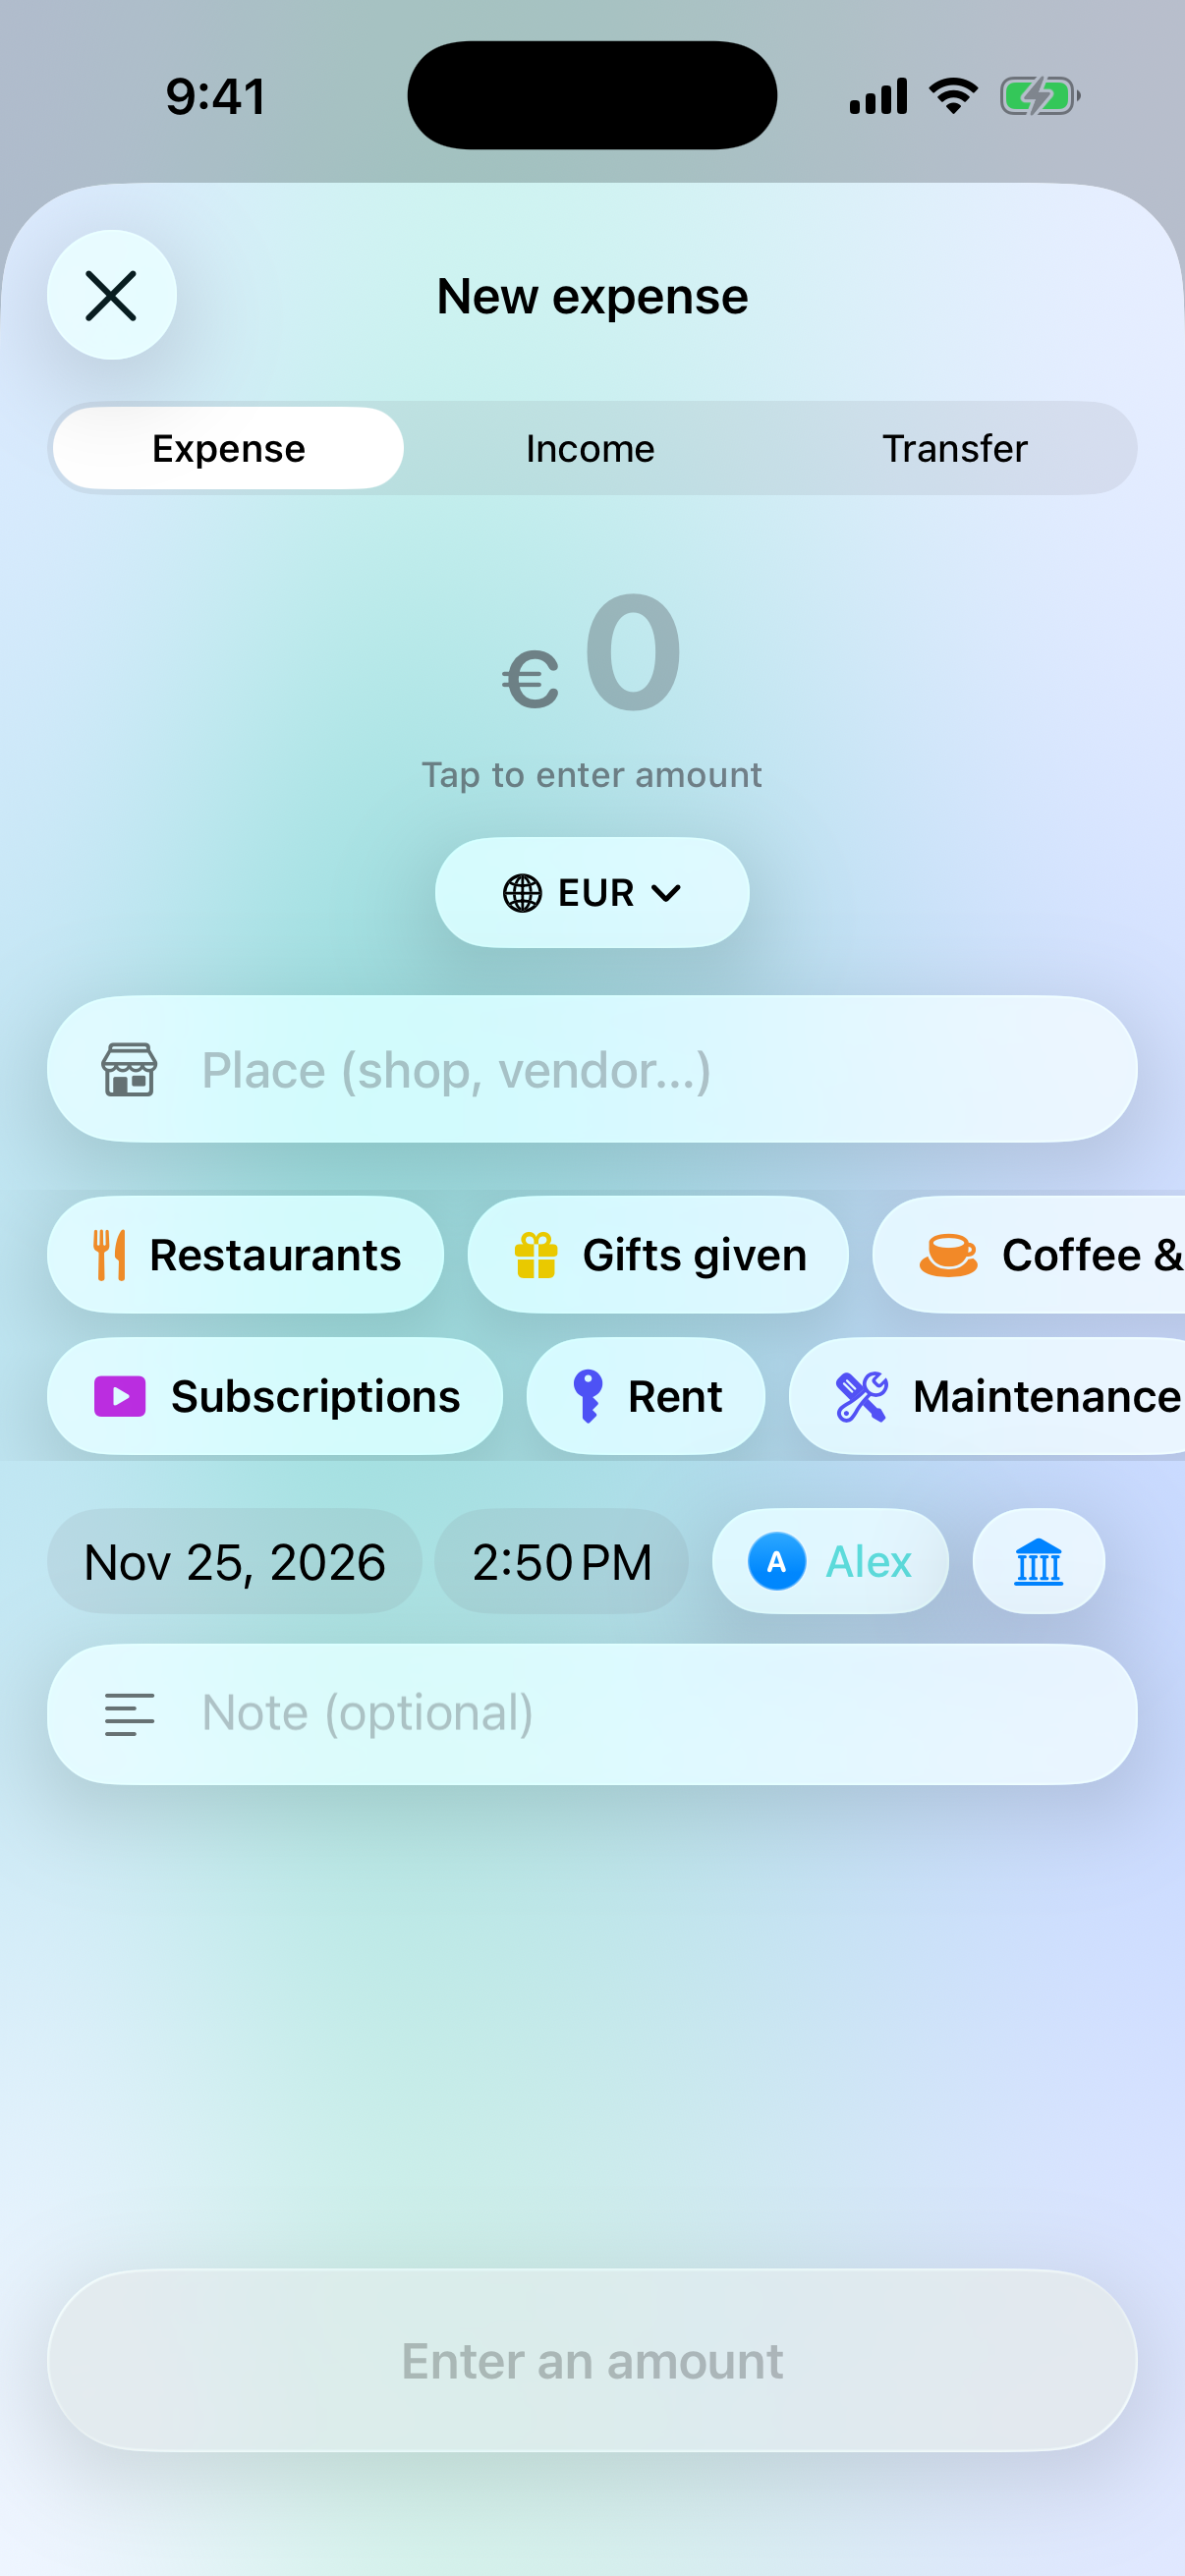 9:41
New expense
Expense Income Transfer
€ 0
Tap to enter amount
EUR
Place (shop, vendor...)
Restaurants Gifts given Coffee &
Subscriptions Rent Maintenance
Nov 25, 2026 2:50 PM A Alex
Note (optional)
Enter an amount